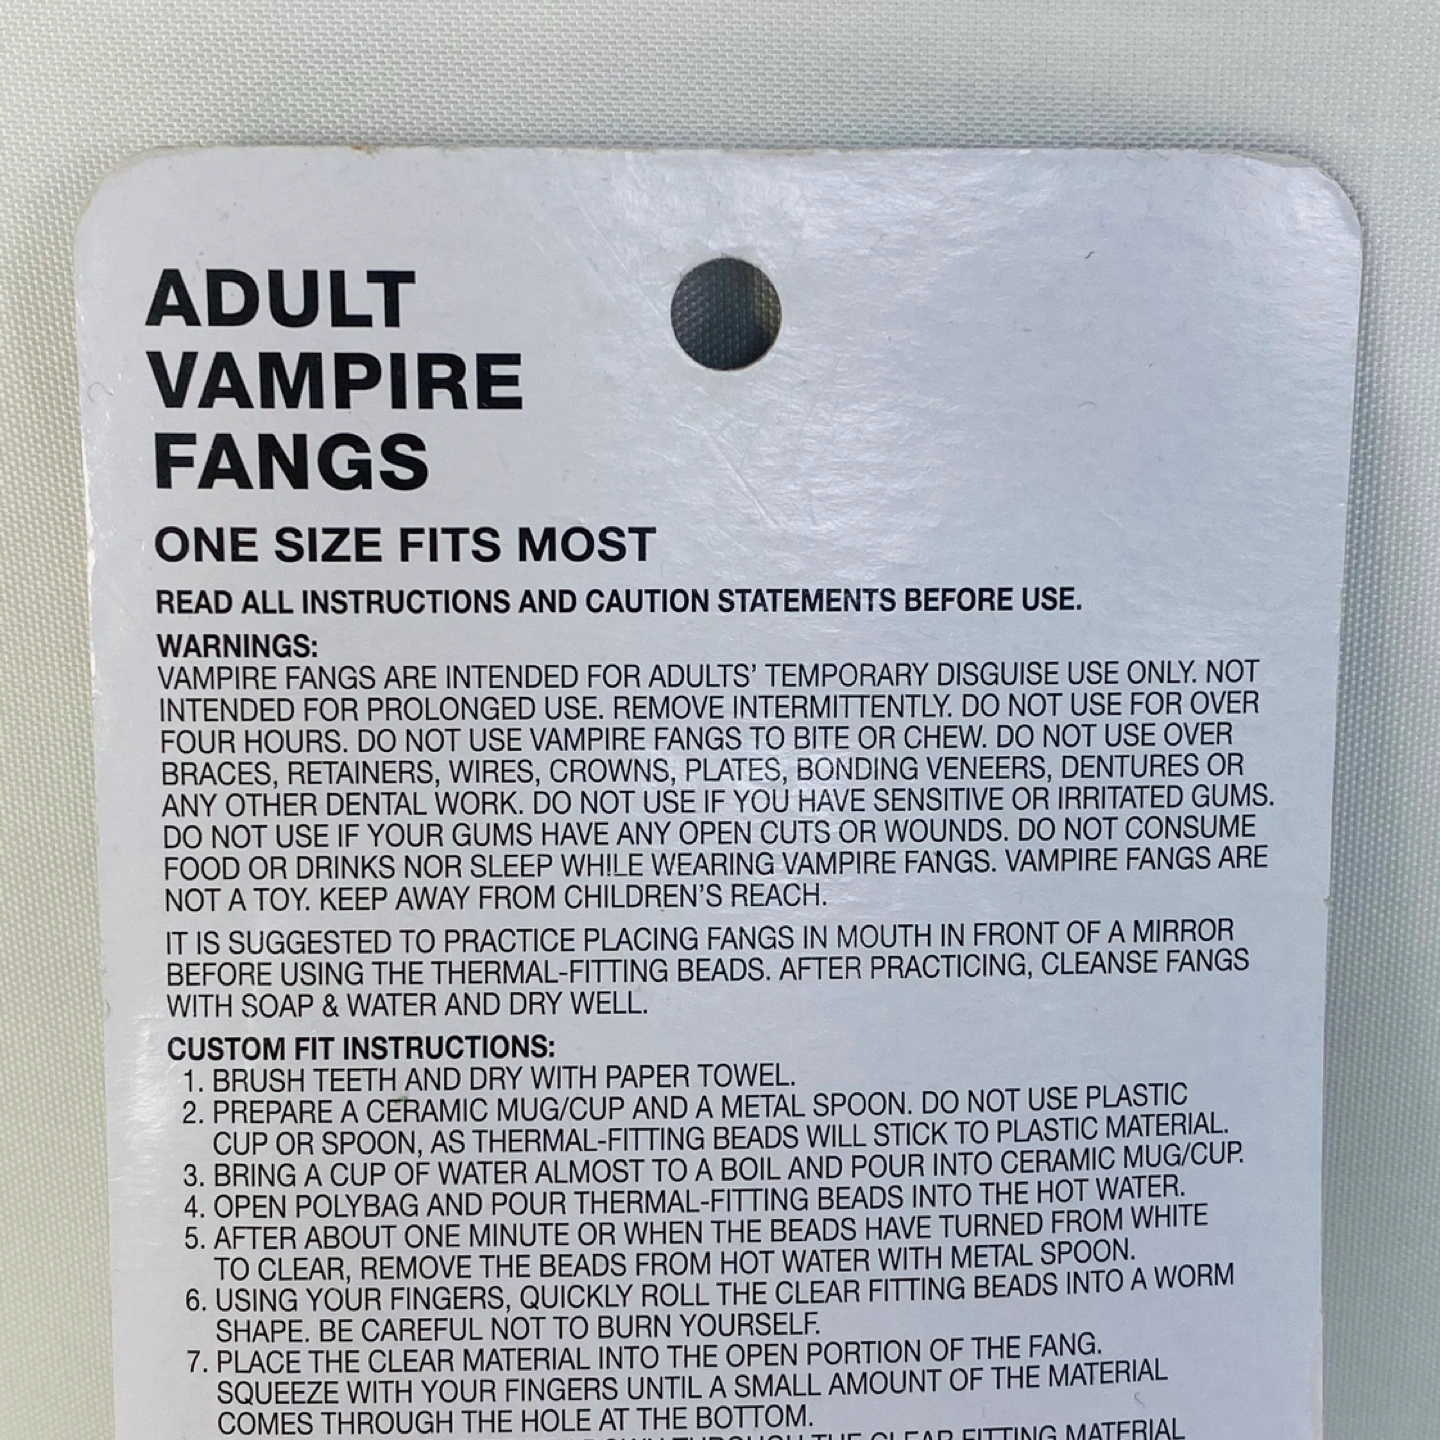 ADULT
VAMPIRE
FANGS
ONE SIZE FITS MOST
READ ALL INSTRUCTIONS AND CAUTION STATEMENTS BEFORE USE.
WARNINGS:
VAMPIRE FANGS ARE INTENDED FOR ADULTS' TEMPORARY DISGUISE USE ONLY. NOT
INTENDED FOR PROLONGED USE. REMOVE INTERMITTENTLY. DO NOT USE FOR OVER
FOUR HOURS. DO NOT USE VAMPIRE FANGS TO BITE OR CHEW. DO NOT USE OVER
BRACES, RETAINERS, WIRES, CROWNS, PLATES, BONDING VENEERS, DENTURES OR
ANY OTHER DENTAL WORK. DO NOT USE IF YOU HAVE SENSITIVE OR IRRITATED GUMS.
DO NOT USE IF YOUR GUMS HAVE ANY OPEN CUTS OR WOUNDS. DO NOT CONSUME
FOOD OR DRINKS NOR SLEEP WHILE WEARING VAMPIRE FANGS. VAMPIRE FANGS ARE
NOT A TOY. KEEP AWAY FROM CHILDREN'S REACH.
IT IS SUGGESTED TO PRACTICE PLACING FANGS IN MOUTH IN FRONT OF A MIRROR
BEFORE USING THE THERMAL-FITTING BEADS. AFTER PRACTICING, CLEANSE FANGS
WITH SOAP & WATER AND DRY WELL.
CUSTOM FIT INSTRUCTIONS:
1. BRUSH TEETH AND DRY WITH PAPER TOWEL.
2. PREPARE A CERAMIC MUG/CUP AND A METAL SPOON. DO NOT USE PLASTIC
CUP OR SPOON, AS THERMAL-FITTING BEADS WILL STICK TO PLASTIC MATERIAL.
3. BRING A CUP OF WATER ALMOST TO A BOIL AND POUR INTO CERAMIC MUG/CUP.
4. OPEN POLYBAG AND POUR THERMAL-FITTING BEADS INTO THE HOT WATER.
5. AFTER ABOUT ONE MINUTE OR WHEN THE BEADS HAVE TURNED FROM WHITE
TO CLEAR, REMOVE THE BEADS FROM HOT WATER WITH METAL SPOON.
6. USING YOUR FINGERS, QUICKLY ROLL THE CLEAR FITTING BEADS INTO A WORM
SHAPE. BE CAREFUL NOT TO BURN YOURSELF.
7. PLACE THE CLEAR MATERIAL INTO THE OPEN PORTION OF THE FANG.
SQUEEZE WITH YOUR FINGERS UNTIL A SMALL AMOUNT OF THE MATERIAL
COMES THROUGH THE HOLE AT THE BOTTOM.
THROUGH THE CLEAR FITTING MATERIAL